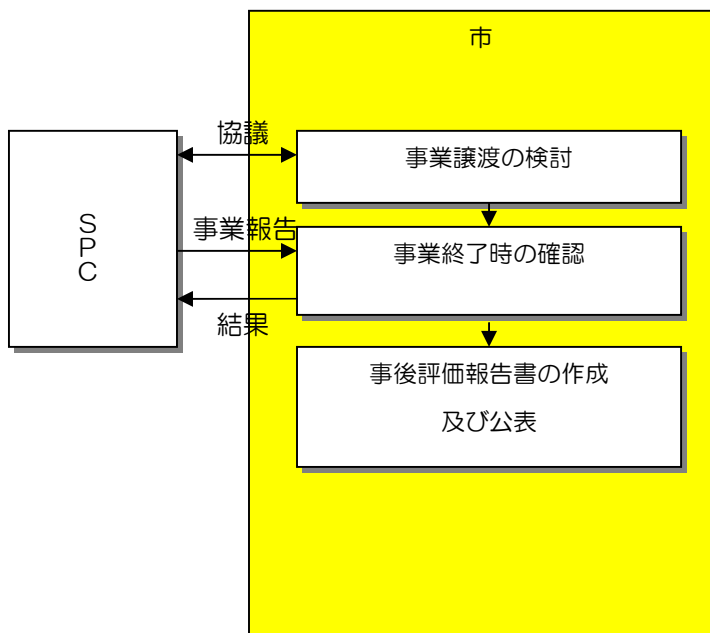 市
協議
事業譲渡の検討
SPC
事業報告
事業終了時の確認
結果
事後評価報告書の作成
及び公表